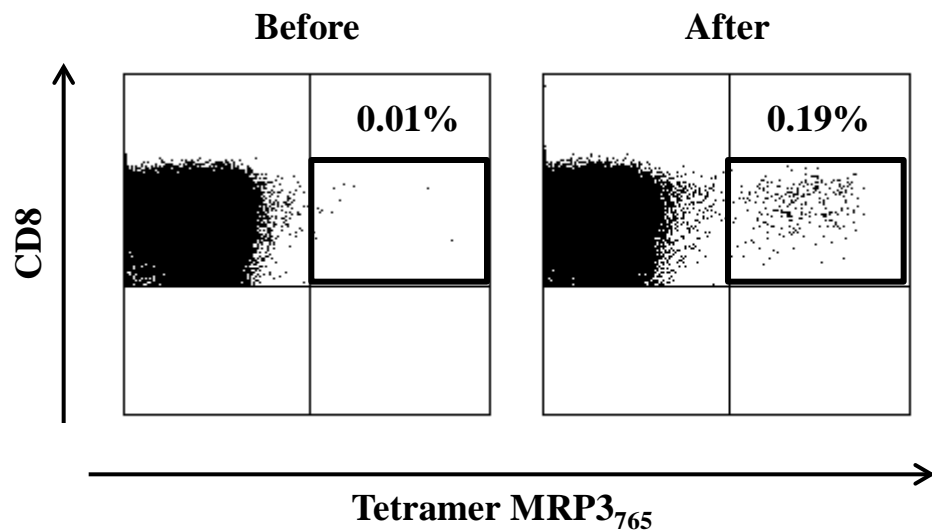 Before
After
0.01%
0.19%
CD8
Tetramer MRP3₇₆₅